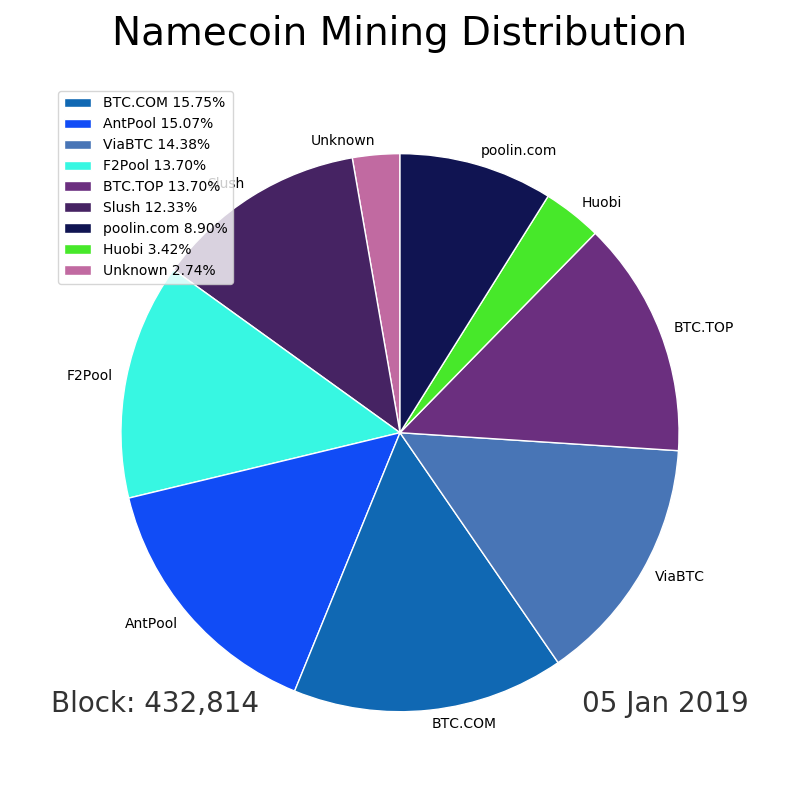 Namecoin Mining Distribution
BTC.COM 15.75%
AntPool 15.07%
ViaBTC 14.38%
F2Pool 13.70%
BTC.TOP 13.70%
Slush 12.33%
poolin.com 8.90%
Huobi 3.42%
Unknown 2.74%
Unknown
poolin.com
Slush
Huobi
BTC.TOP
F2Pool
ViaBTC
AntPool
BTC.COM
Block: 432,814
05 Jan 2019